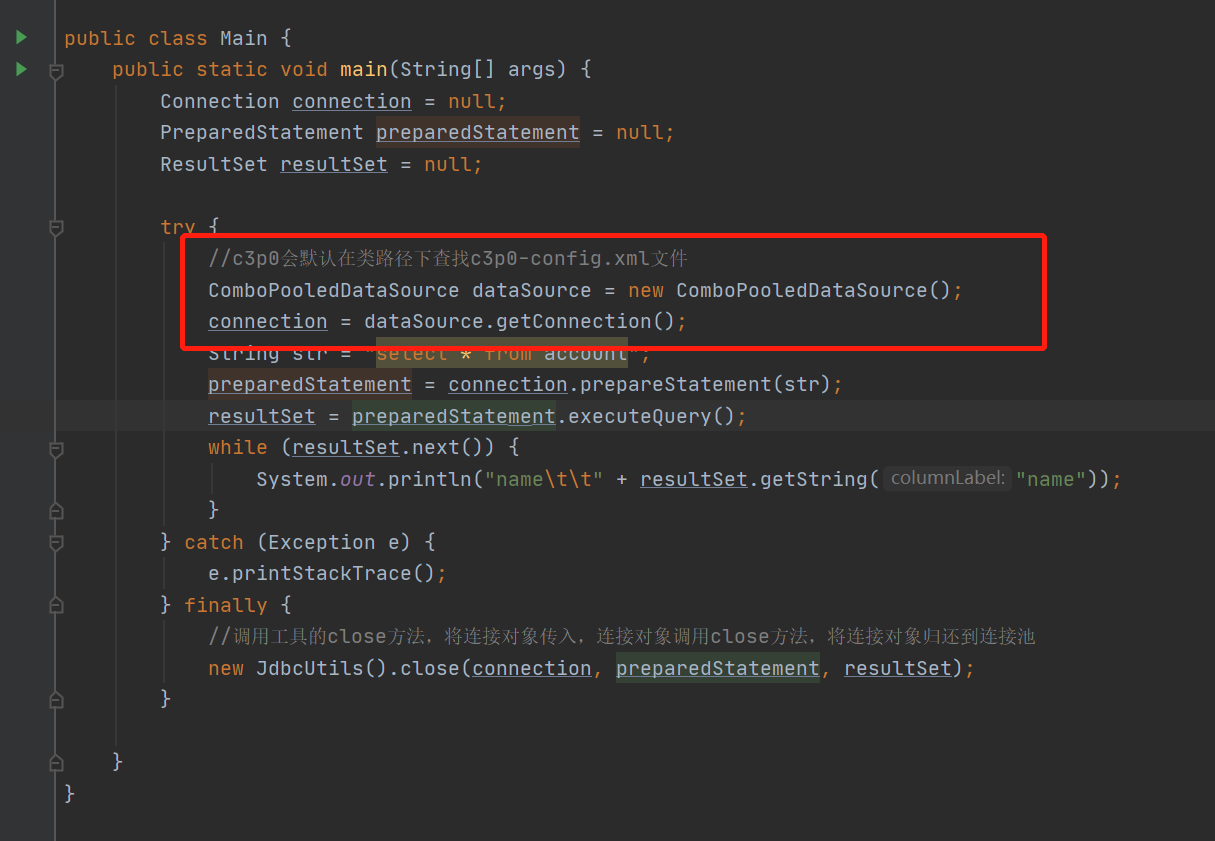 public class Main {
public static void main(String[] args) {
Connection connection = null;
PreparedStatement preparedStatement = null;
ResultSet resultSet = null;
try {
//c3p0会默认在类路径下查找c3p0-config.xml文件
ComboPooledDataSource dataSource = new ComboPooledDataSource();
connection = dataSource.getConnection();
String str = "select * from account";
preparedStatement = connection.prepareStatement(str);
resultSet = preparedStatement.executeQuery();
while (resultSet.next()) {
System.out.println("name\t\t" + resultSet.getString( columnLabel: "name"));
}
} catch (Exception e) {
e.printStackTrace();
} finally {
//调用工具的close方法，将连接对象传入，连接对象调用close方法，将连接对象归还到连接池
new JdbcUtils().close(connection, preparedStatement, resultSet);
}
}
}